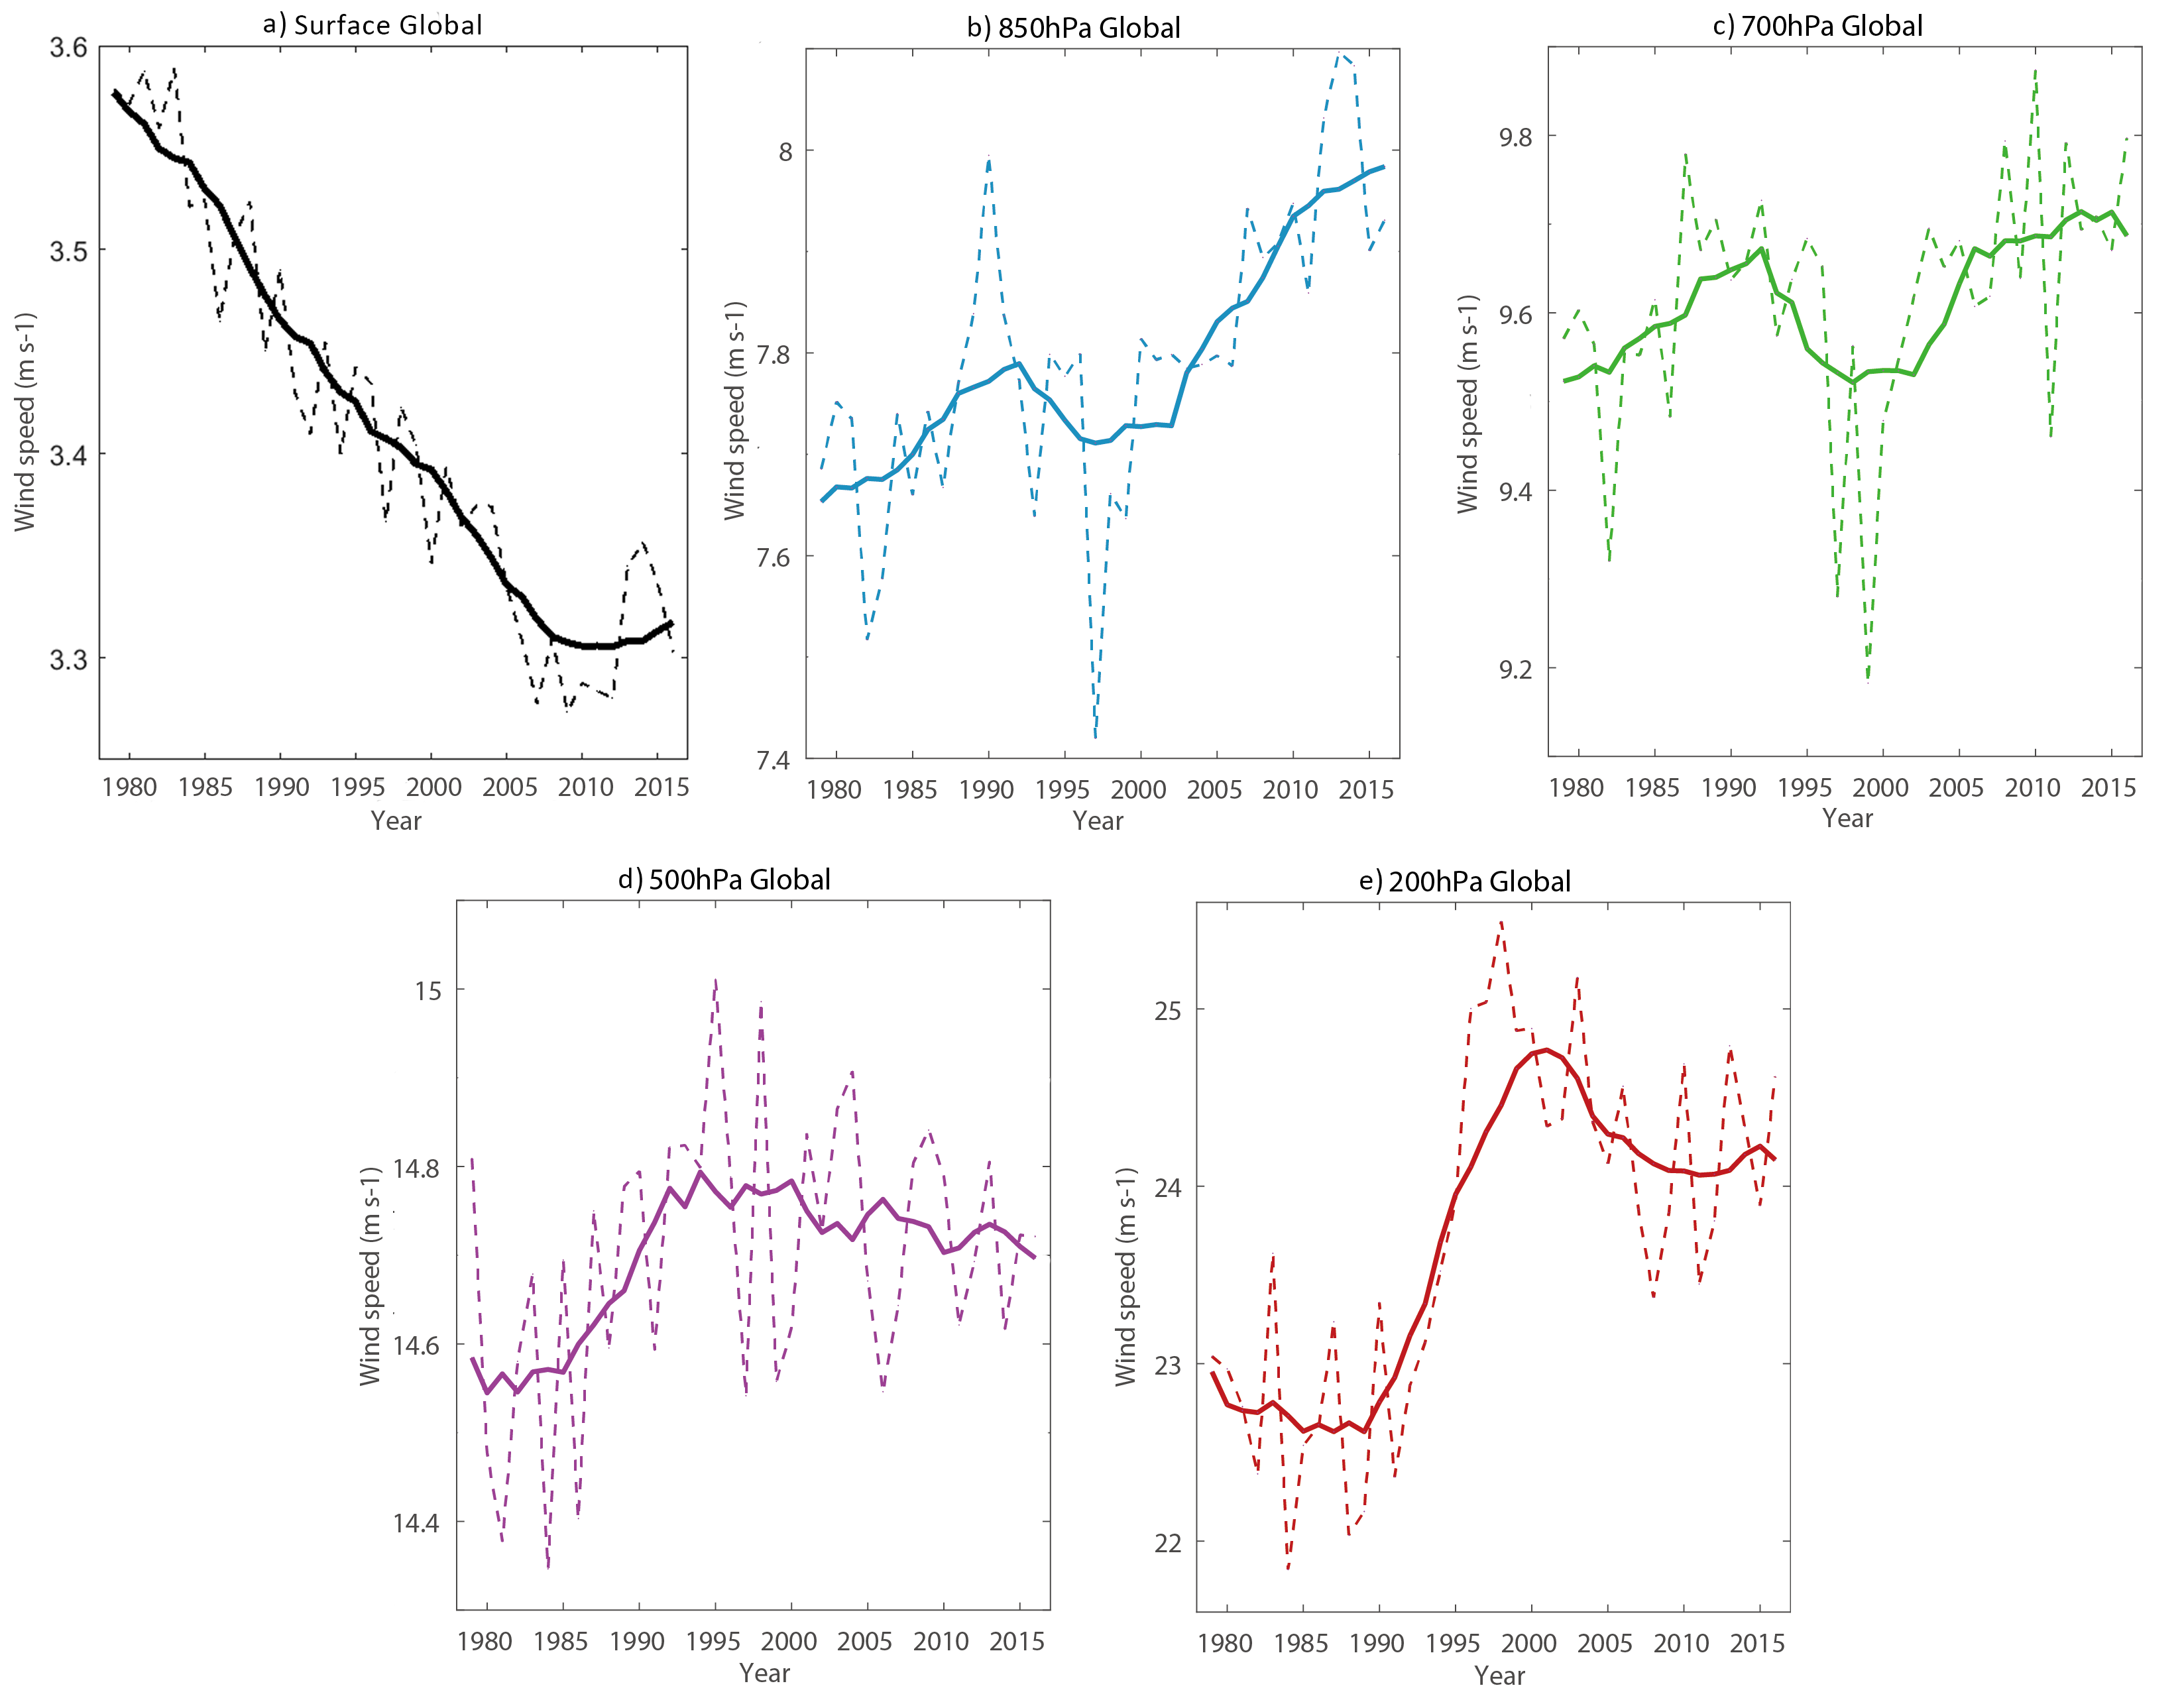 a) Surface Global
3.6
3.5
3.4
3.3
Wind speed (m s-1)
1980 1985 1990 1995 2000 2005 2010 2015
Year
b) 850hPa Global
8
7.8
7.6
7.4
Wind speed (m s-1)
1980 1985 1990 1995 2000 2005 2010 2015
Year
c) 700hPa Global
9.8
9.6
9.4
9.2
Wind speed (m s-1)
1980 1985 1990 1995 2000 2005 2010 2015
Year
d) 500hPa Global
15
14.8
14.6
14.4
Wind speed (m s-1)
1980 1985 1990 1995 2000 2005 2010 2015
Year
e) 200hPa Global
25
24
23
22
Wind speed (m s-1)
1980 1985 1990 1995 2000 2005 2010 2015
Year